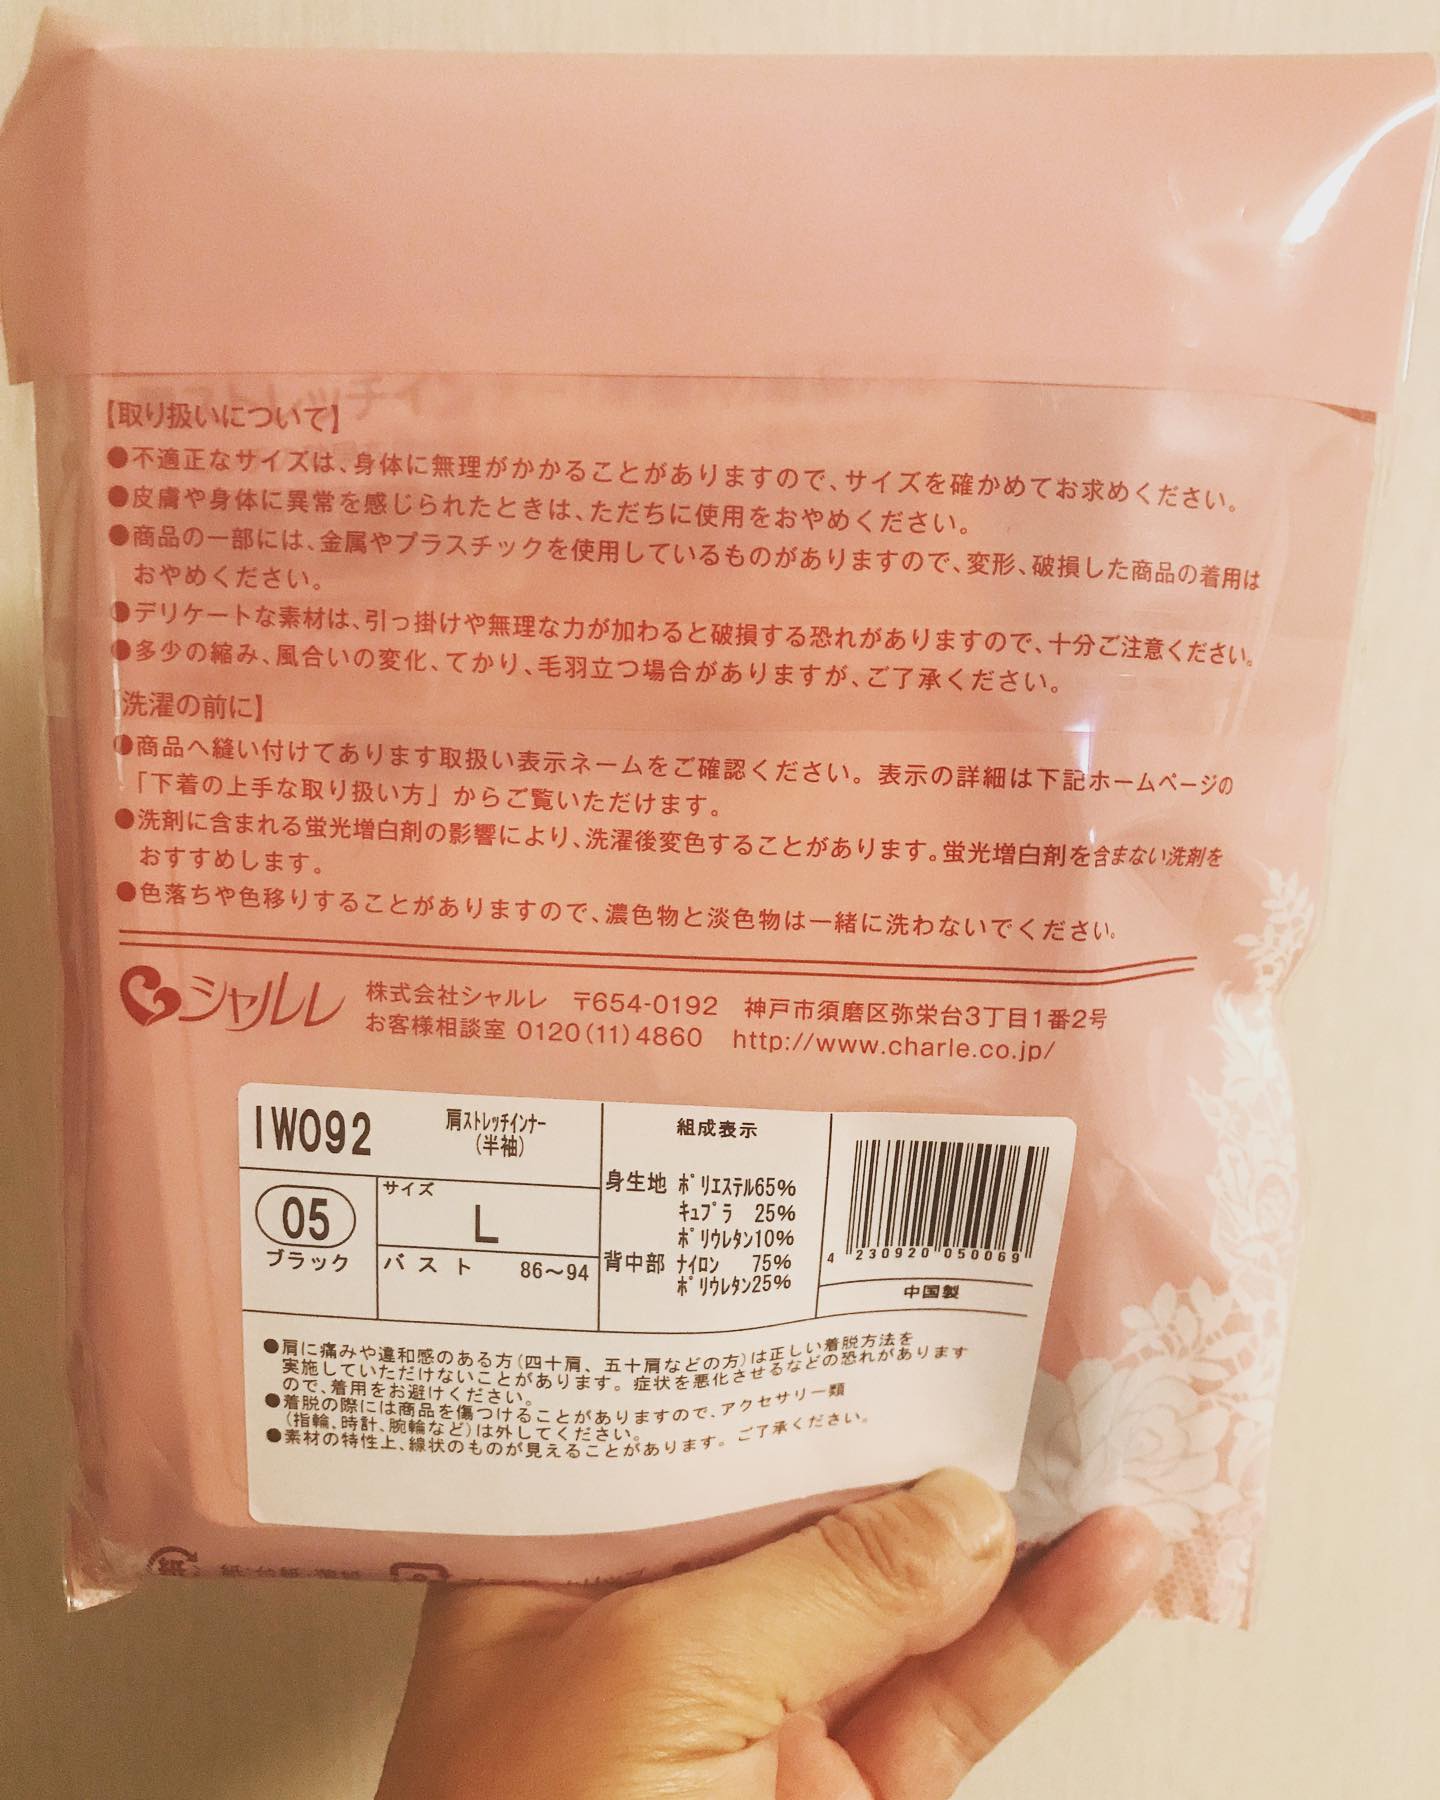 【取り扱いについて】
●不適正なサイズは、身体に無理がかかることがありますので、サイズを確かめてお求めください。
●皮膚や身体に異常を感じられたときは、ただちに使用をおやめください。
●商品の一部には、金属やプラスチックを使用しているものがありますので、変形、破損した商品の着用は
おやめください。
●デリケートな素材は、引っ掛けや無理な力が加わると破損する恐れがありますので、十分ご注意ください。
●多少の縮み、風合いの変化、てかり、毛羽立つ場合がありますが、ご了承ください。
【洗濯の前に】
●商品へ縫い付けてあります取扱い表示ネームをご確認ください。表示の詳細は下記ホームページの
「下着の上手な取り扱い方」からご覧いただけます。
●洗剤に含まれる蛍光増白剤の影響により、洗濯後変色することがあります。蛍光増白剤を含まない洗剤を
おすすめします。
●色落ちや色移りすることがありますので、濃色物と淡色物は一緒に洗わないでください。
シャルレ
株式会社シャルレ 〒654-0192 神戸市須磨区弥栄台3丁目1番2号
お客様相談室 0120(11)4860 http://www.charle.co.jp/
IW092
肩ストレッチインナー
(半袖)
05
ブラック
サイズ
L
バスト 86～94
組成表示
身生地 ポリエステル65%
キュプラ 25%
ポリウレタン10%
背中部 ナイロン 75%
ポリウレタン25%
4 230920 050069
中国製
●肩に痛みや違和感のある方(四十肩、五十肩などの方)は正しい着脱方法を
実施していただけないことがあります。症状を悪化させるなどの恐れがあります
ので、着用をお避けください。
●着脱の際には商品を傷つけることがありますので、アクセサリー類
(指輪、時計、腕輪など)は外してください。
●素材の特性上、線状のものが見えることがあります。ご了承ください。
紙